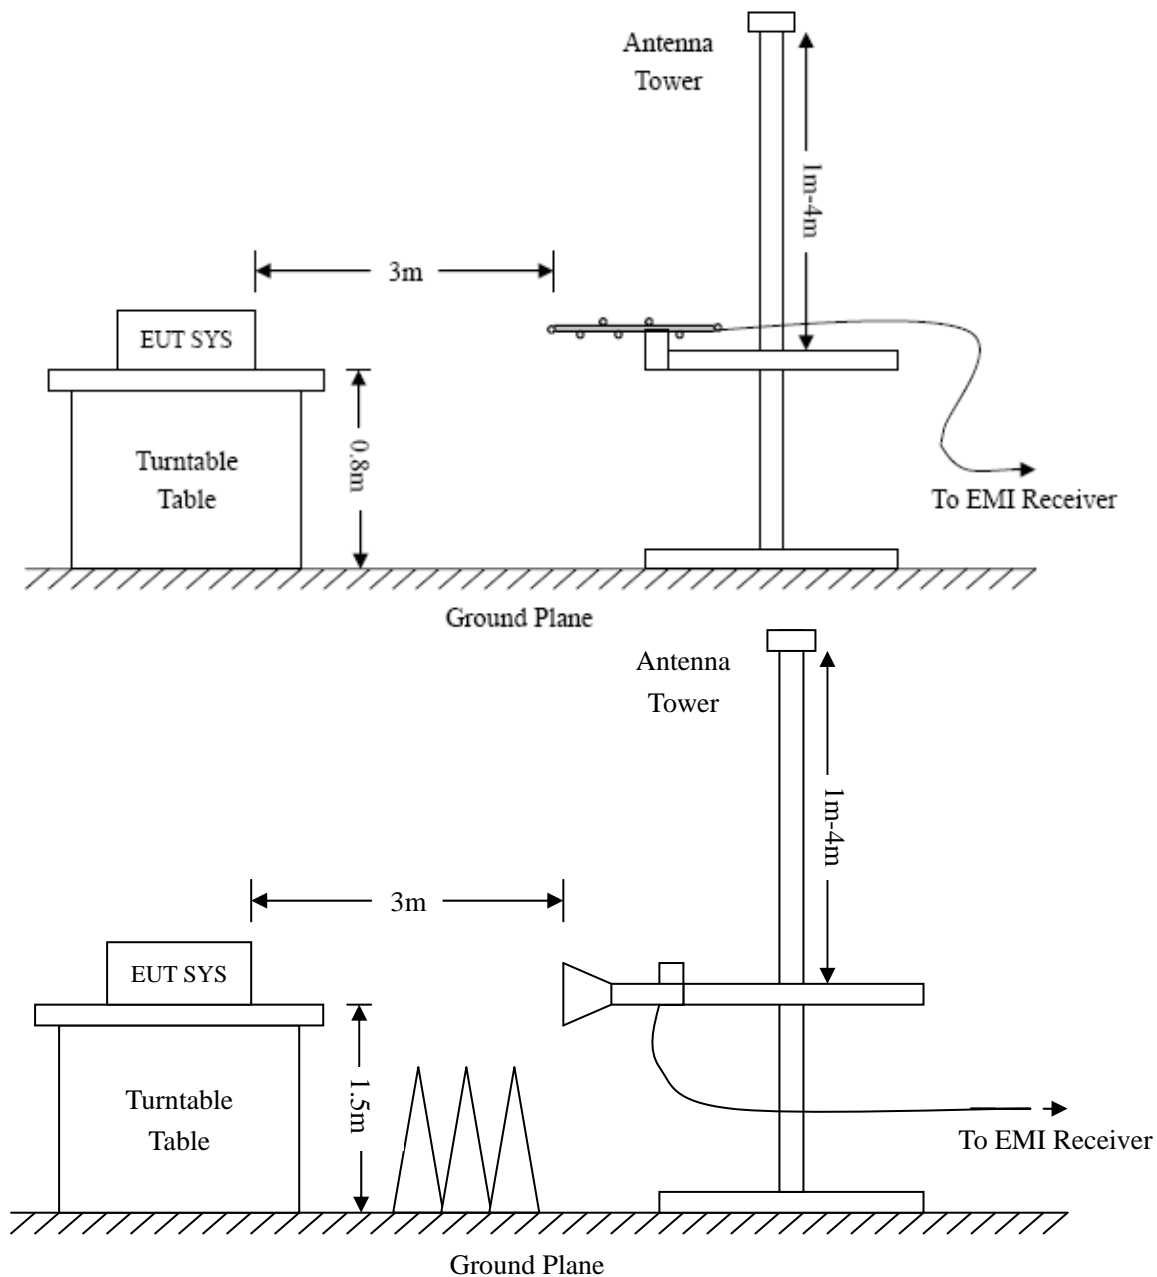 Antenna
Tower
1m-4m
3m
EUT SYS
Turntable
Table
0.8m
To EMI Receiver
Ground Plane
Antenna
Tower
1m-4m
3m
EUT SYS
Turntable
Table
1.5m
To EMI Receiver
Ground Plane